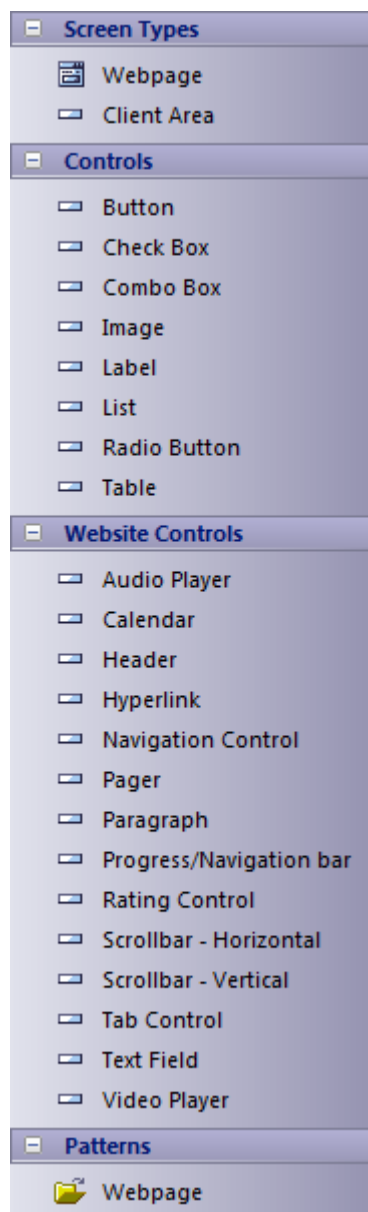 Screen Types
Webpage
Client Area
Controls
Button
Check Box
Combo Box
Image
Label
List
Radio Button
Table
Website Controls
Audio Player
Calendar
Header
Hyperlink
Navigation Control
Pager
Paragraph
Progress/Navigation bar
Rating Control
Scrollbar - Horizontal
Scrollbar - Vertical
Tab Control
Text Field
Video Player
Patterns
Webpage